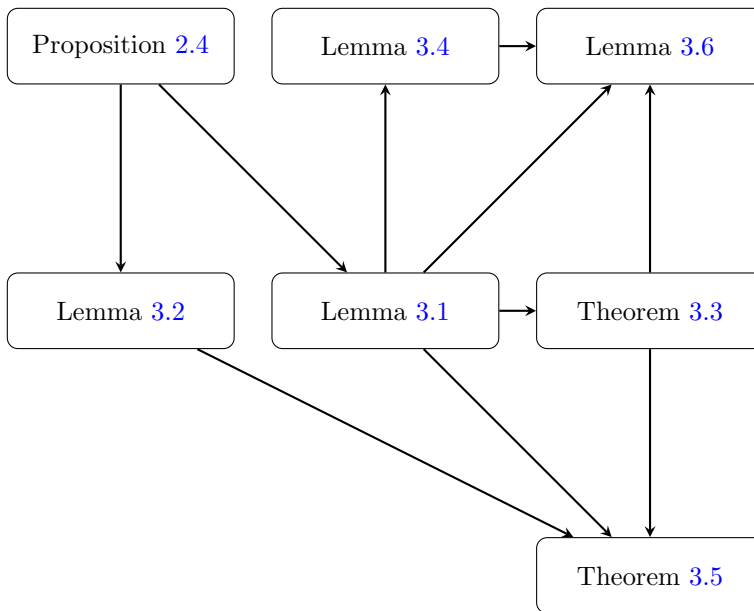 Proposition 2.4
Lemma 3.4
Lemma 3.6
Lemma 3.2
Lemma 3.1
Theorem 3.3
Theorem 3.5